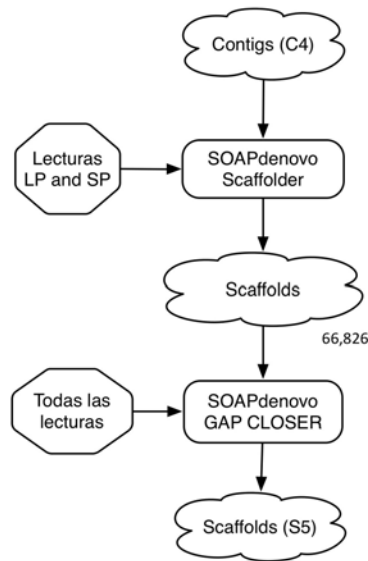 Contigs (C4)
Lecturas
LP and SP
SOAPdenovo
Scaffolder
Scaffolds
66,826
Todas las
lecturas
SOAPdenovo
GAP CLOSER
Scaffolds (S5)